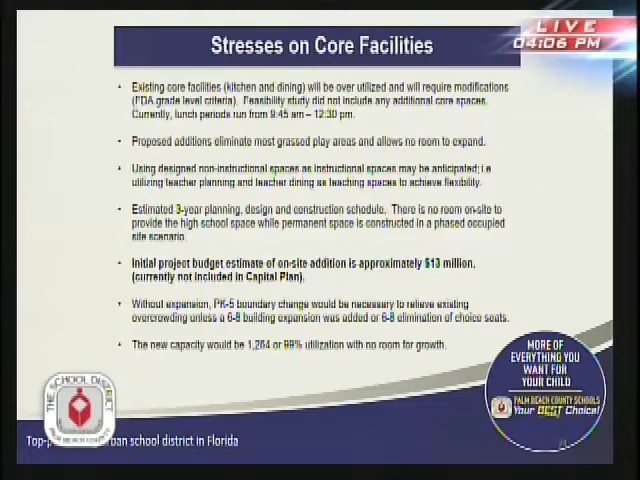 LIVE
04:06 PM
Stresses on Core Facilities
• Existing core facilities (kitchen and dining) will be over utilized and will require modifications
(FDA grade level criteria). Feasibility study did not include any additional core spaces.
Currently, lunch periods run from 9:45 am – 12:30 pm.
• Proposed additions eliminate most grassed play areas and allows no room to expand.
• Using designed non-instructional spaces as instructional spaces may be anticipated; i.e
utilizing teacher planning and teacher dining as teaching spaces to achieve flexibility.
• Estimated 3-year planning, design and construction schedule. There is no room on-site to
provide the high school space while permanent space is constructed in a phased occupied
site scenario.
• Initial project budget estimate of on-site addition is approximately $13 million,
(currently not included in Capital Plan).
• Without expansion, PK-5 boundary change would be necessary to relieve existing
overcrowding unless a 6-8 building expansion was added or 6-8 elimination of choice seats.
• The new capacity would be 1,264 or 99% utilization with no room for growth.
MORE OF
EVERYTHING YOU
WANT FOR
YOUR CHILD
PALM BEACH COUNTY SCHOOLS
Your BEST Choice!
THE SCHOOL DISTRICT
PALM BEACH COUNTY
school district in Florida